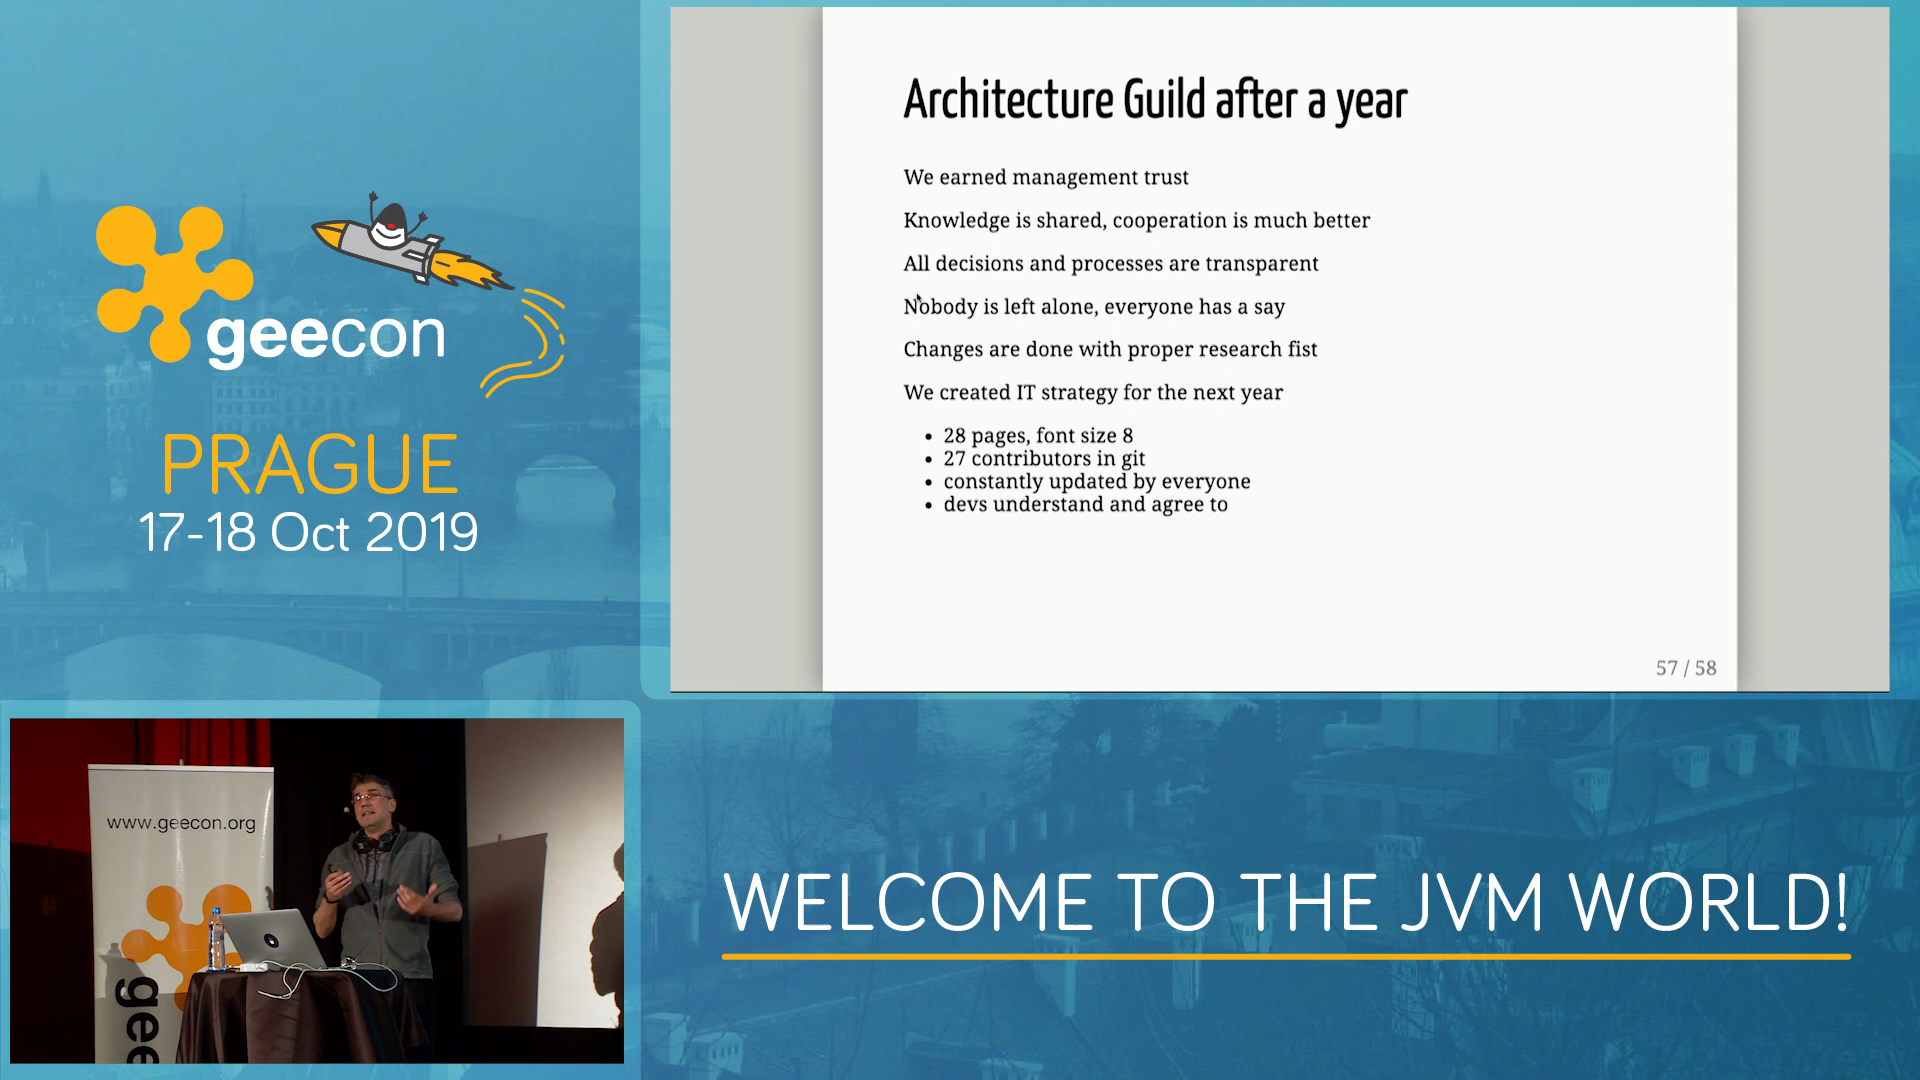 geecon
PRAGUE
17-18 Oct 2019
Architecture Guild after a year
We earned management trust
Knowledge is shared, cooperation is much better
All decisions and processes are transparent
Nobody is left alone, everyone has a say
Changes are done with proper research fist
We created IT strategy for the next year
• 28 pages, font size 8
• 27 contributors in git
• constantly updated by everyone
• devs understand and agree to
57 / 58
www.geecon.org
gee
WELCOME TO THE JVM WORLD!